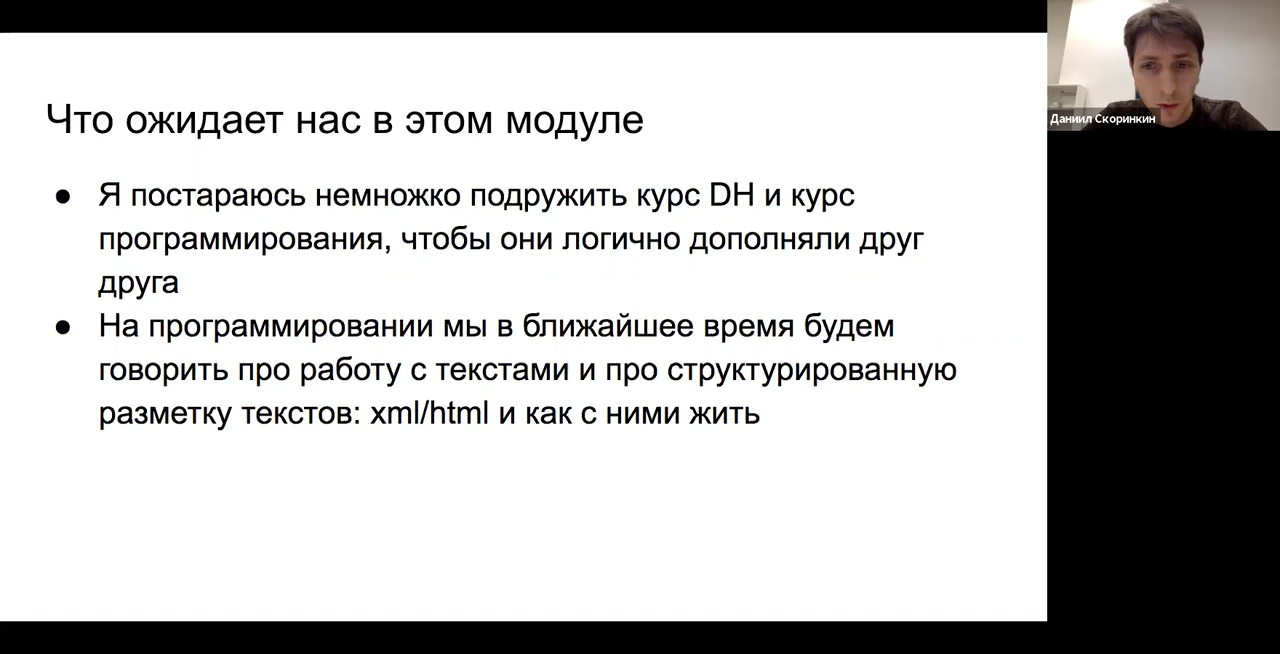 Что ожидает нас в этом модуле
● Я постараюсь немножко подружить курс DH и курс
программирования, чтобы они логично дополняли друг
друга
● На программировании мы в ближайшее время будем
говорить про работу с текстами и про структурированную
разметку текстов: xml/html и как с ними жить
Даниил Скоринкин